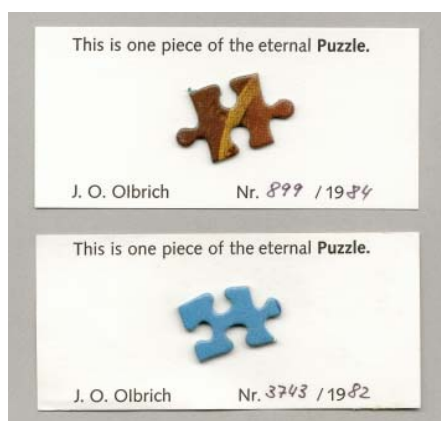 This is one piece of the eternal Puzzle.
J. O. Olbrich Nr. 899 / 1984
This is one piece of the eternal Puzzle.
J. O. Olbrich Nr. 3743 / 1982